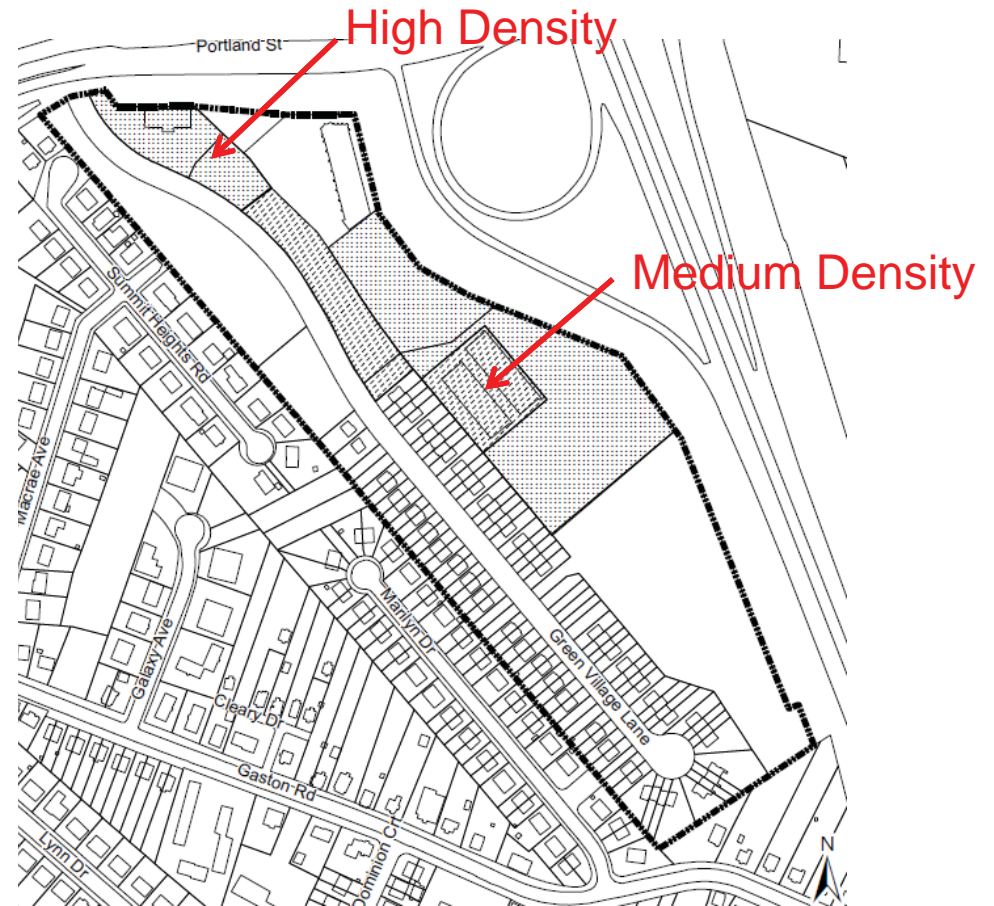 High Density
Portland St
Medium Density
Summit Heights Rd
Macrae Ave
Marilyn Dr
Galaxy Ave
Green Village Lane
Cleary Dr
Gaston Rd
Lynn Dr
Dominion Crt
N